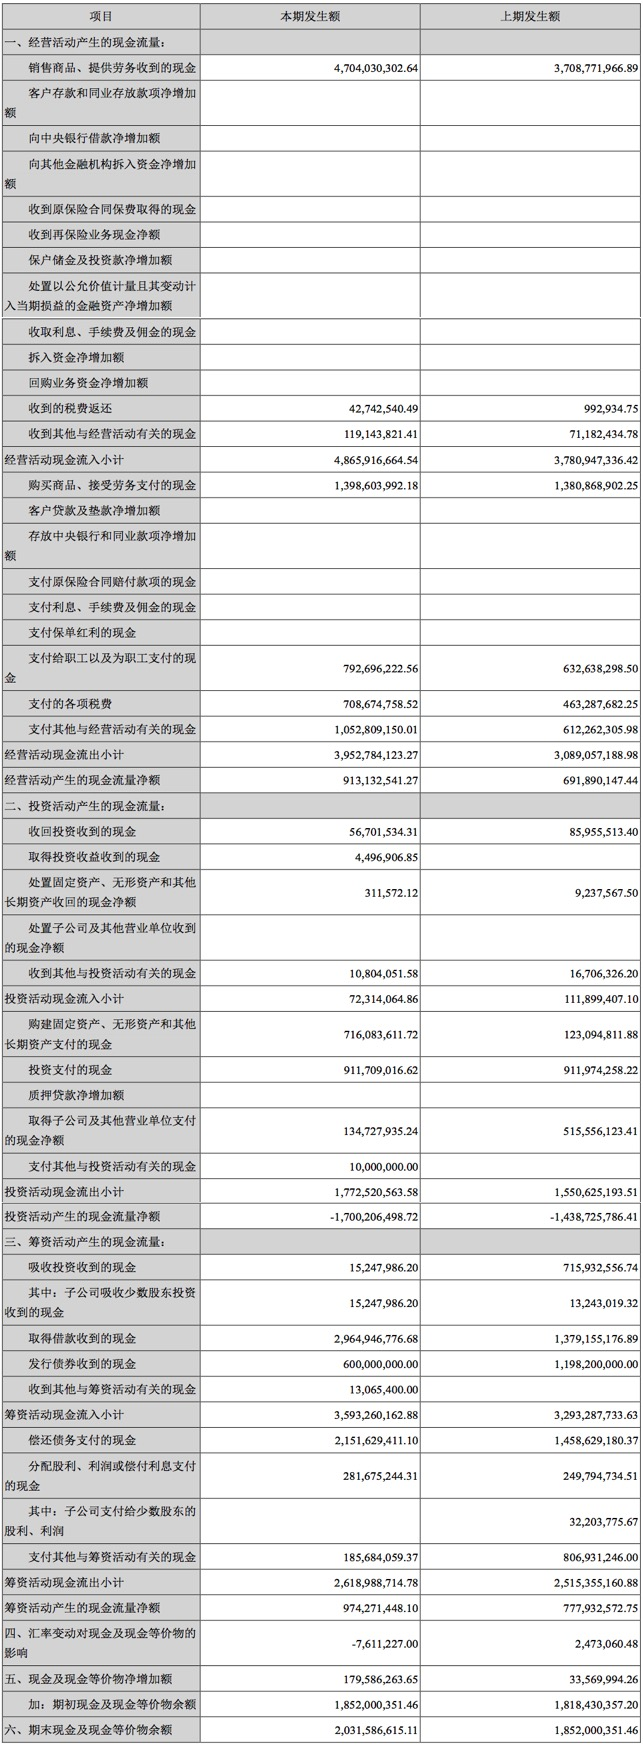 项目 本期发生额 上期发生额
一、经营活动产生的现金流量：
销售商品、提供劳务收到的现金 4,704,030,302.64 3,708,771,966.89
客户存款和同业存放款项净增加
额
向中央银行借款净增加额
向其他金融机构拆入资金净增加
额
收到原保险合同保费取得的现金
收到再保险业务现金净额
保户储金及投资款净增加额
处置以公允价值计量且其变动计
入当期损益的金融资产净增加额
收取利息、手续费及佣金的现金
拆入资金净增加额
回购业务资金净增加额
收到的税费返还 42,742,540.49 992,934.75
收到其他与经营活动有关的现金 119,143,821.41 71,182,434.78
经营活动现金流入小计 4,865,916,664.54 3,780,947,336.42
购买商品、接受劳务支付的现金 1,398,603,992.18 1,380,868,902.25
客户贷款及垫款净增加额
存放中央银行和同业款项净增加
额
支付原保险合同赔付款项的现金
支付利息、手续费及佣金的现金
支付保单红利的现金
支付给职工以及为职工支付的现
金 792,696,222.56 632,638,298.50
支付的各项税费 708,674,758.52 463,287,682.25
支付其他与经营活动有关的现金 1,052,809,150.01 612,262,305.98
经营活动现金流出小计 3,952,784,123.27 3,089,057,188.98
经营活动产生的现金流量净额 913,132,541.27 691,890,147.44
二、投资活动产生的现金流量：
收回投资收到的现金 56,701,534.31 85,955,513.40
取得投资收益收到的现金 4,496,906.85
处置固定资产、无形资产和其他
长期资产收回的现金净额 311,572.12 9,237,567.50
处置子公司及其他营业单位收到
的现金净额
收到其他与投资活动有关的现金 10,804,051.58 16,706,326.20
投资活动现金流入小计 72,314,064.86 111,899,407.10
购建固定资产、无形资产和其他
长期资产支付的现金 716,083,611.72 123,094,811.88
投资支付的现金 911,709,016.62 911,974,258.22
质押贷款净增加额
取得子公司及其他营业单位支付
的现金净额 134,727,935.24 515,556,123.41
支付其他与投资活动有关的现金 10,000,000.00
投资活动现金流出小计 1,772,520,563.58 1,550,625,193.51
投资活动产生的现金流量净额 -1,700,206,498.72 -1,438,725,786.41
三、筹资活动产生的现金流量：
吸收投资收到的现金 15,247,986.20 715,932,556.74
其中：子公司吸收少数股东投资
收到的现金 15,247,986.20 13,243,019.32
取得借款收到的现金 2,964,946,776.68 1,379,155,176.89
发行债券收到的现金 600,000,000.00 1,198,200,000.00
收到其他与筹资活动有关的现金 13,065,400.00
筹资活动现金流入小计 3,593,260,162.88 3,293,287,733.63
偿还债务支付的现金 2,151,629,411.10 1,458,629,180.37
分配股利、利润或偿付利息支付
的现金 281,675,244.31 249,794,734.51
其中：子公司支付给少数股东的
股利、利润 32,203,775.67
支付其他与筹资活动有关的现金 185,684,059.37 806,931,246.00
筹资活动现金流出小计 2,618,988,714.78 2,515,355,160.88
筹资活动产生的现金流量净额 974,271,448.10 777,932,572.75
四、汇率变动对现金及现金等价物的
影响 -7,611,227.00 2,473,060.48
五、现金及现金等价物净增加额 179,586,263.65 33,569,994.26
加：期初现金及现金等价物余额 1,852,000,351.46 1,818,430,357.20
六、期末现金及现金等价物余额 2,031,586,615.11 1,852,000,351.46